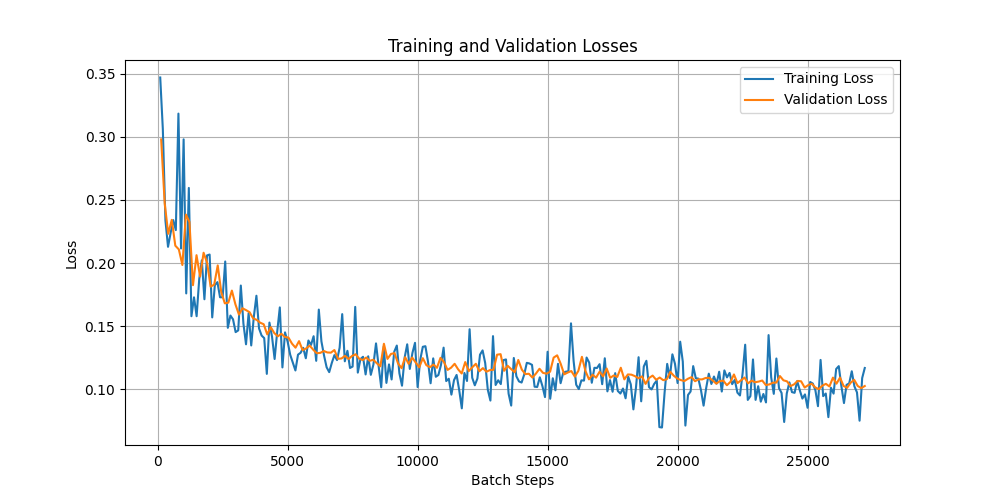 Training and Validation Losses
Training Loss
Validation Loss
0.35
0.30
0.25
0.20
0.15
0.10
Loss
0
5000
10000
15000
20000
25000
Batch Steps